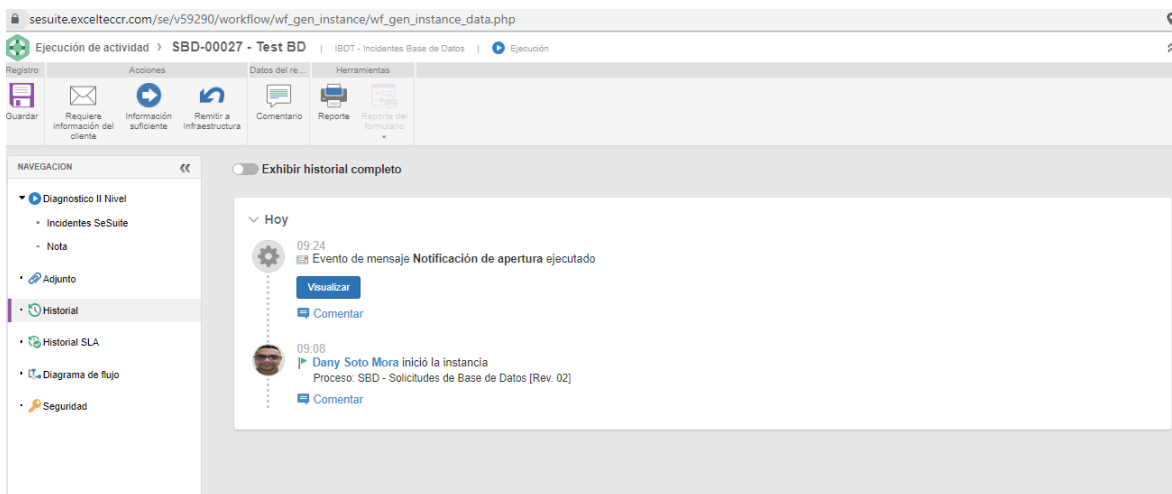 sesuite.excelteccr.com/se/v59290/workflow/wf_gen_instance/wf_gen_instance_data.php
Ejecución de actividad > SBD-00027 - Test BD | IBDT - Incidentes Base de Datos | Ejecución
Registro Acciones Datos del re... Herramientas
Guardar
Requiere información del cliente
Información suficiente
Remitir a Infraestructura
Comentario
Reporte
Reporte del formulario
NAVEGACION
Exhibir historial completo
Diagnostico II Nivel
Incidentes SeSuite
Nota
Adjunto
Historial
Historial SLA
Diagrama de flujo
Seguridad
Hoy
09:24
Evento de mensaje Notificación de apertura ejecutado
Visualizar
Comentar
09:08
Dany Soto Mora inició la instancia
Proceso: SBD - Solicitudes de Base de Datos [Rev. 02]
Comentar